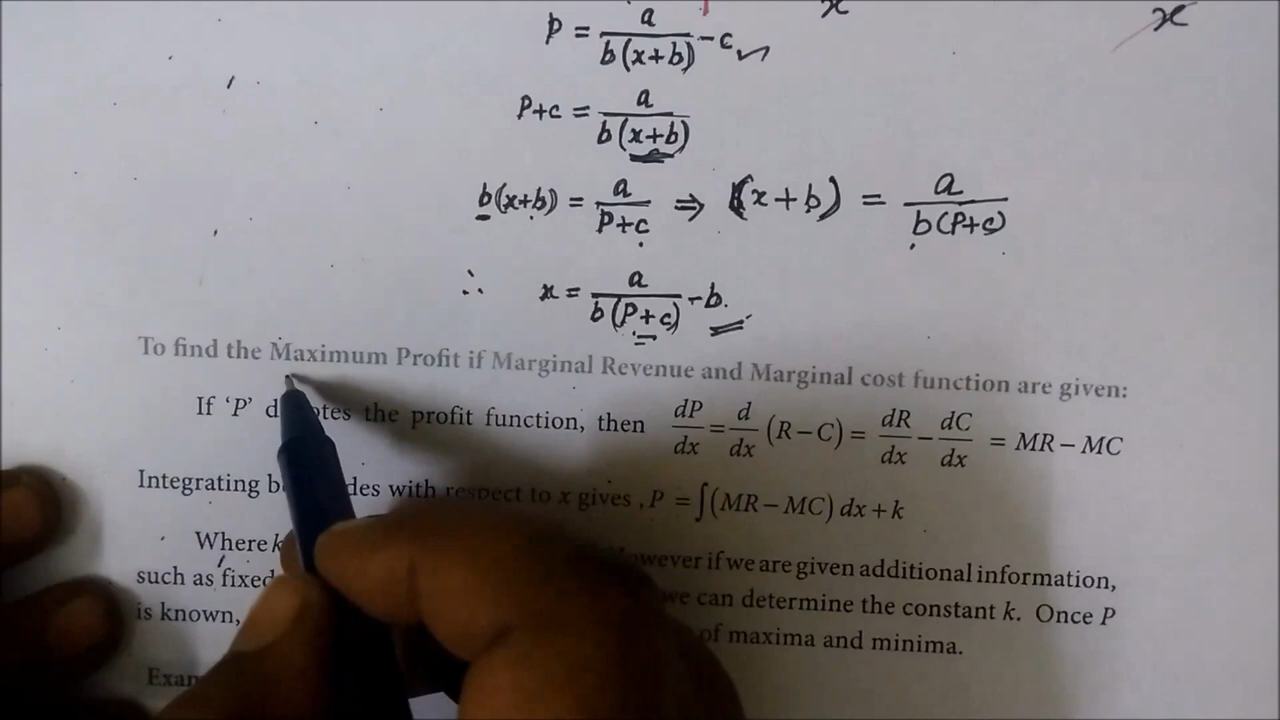 x x
p = a/b(x+b) - c
P+c = a/b(x+b)
b(x+b) = a/P+c ⇒ (x+b) = a/b(P+c)
∴ x = a/b(P+c) - b.
To find the Maximum Profit if Marginal Revenue and Marginal cost function are given:
If ‘P’ the profit function, then dP/dx = d/dx (R−C) = dR/dx − dC/dx = MR − MC
Integrating with respect to x gives , P = ∫(MR − MC) dx + k
Where k if we are given additional information,
such as fixed we can determine the constant k. Once P
is known, of maxima and minima.